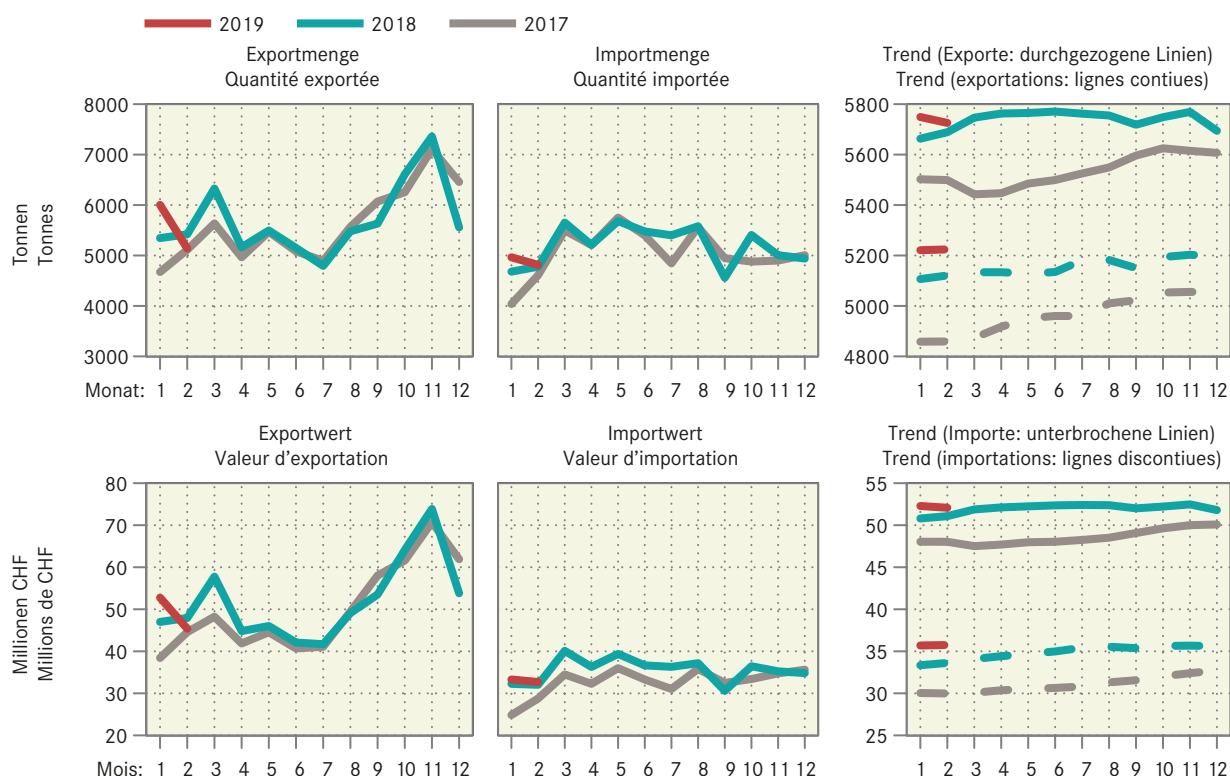 2019 2018 2017
Exportmenge
Quantité exportée
Importmenge
Quantité importée
Trend (Exporte: durchgezogene Linien)
Trend (exportations: lignes contiues)
Tonnen
Tonnes
8000
7000
6000
5000
4000
3000
5800
5600
5400
5200
5000
4800
Monat: 1 2 3 4 5 6 7 8 9 10 11 12
1 2 3 4 5 6 7 8 9 10 11 12
1 2 3 4 5 6 7 8 9 10 11 12
Exportwert
Valeur d'exportation
Importwert
Valeur d'importation
Trend (Importe: unterbrochene Linien)
Trend (importations: lignes discontiues)
Millionen CHF
Millions de CHF
80
70
60
50
40
30
20
55
50
45
40
35
30
25
Mois: 1 2 3 4 5 6 7 8 9 10 11 12
1 2 3 4 5 6 7 8 9 10 11 12
1 2 3 4 5 6 7 8 9 10 11 12